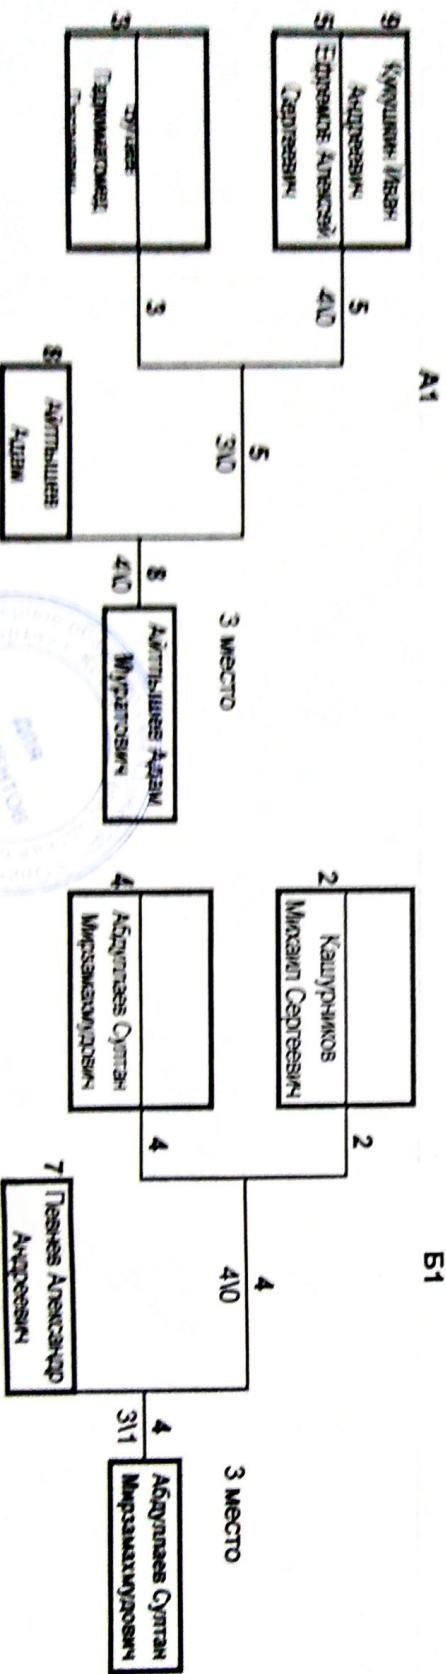 А1
9
Кукушкин Иван
Андреевич
5
Ефремов Алексей
Сергеевич
5
4\0
3
3
5
3\0
8
Айтпышев
Адам
8
4\0
3 место
Айтпышев Адам
Муратович
Б1
2
Кашурников
Михаил Сергеевич
2
4
Абдуллаев Султан
Мирзамахмудович
4
4
4\0
7
Певнев Александр
Андреевич
4
3\1
3 место
Абдуллаев Султан
Мирзамахмудович